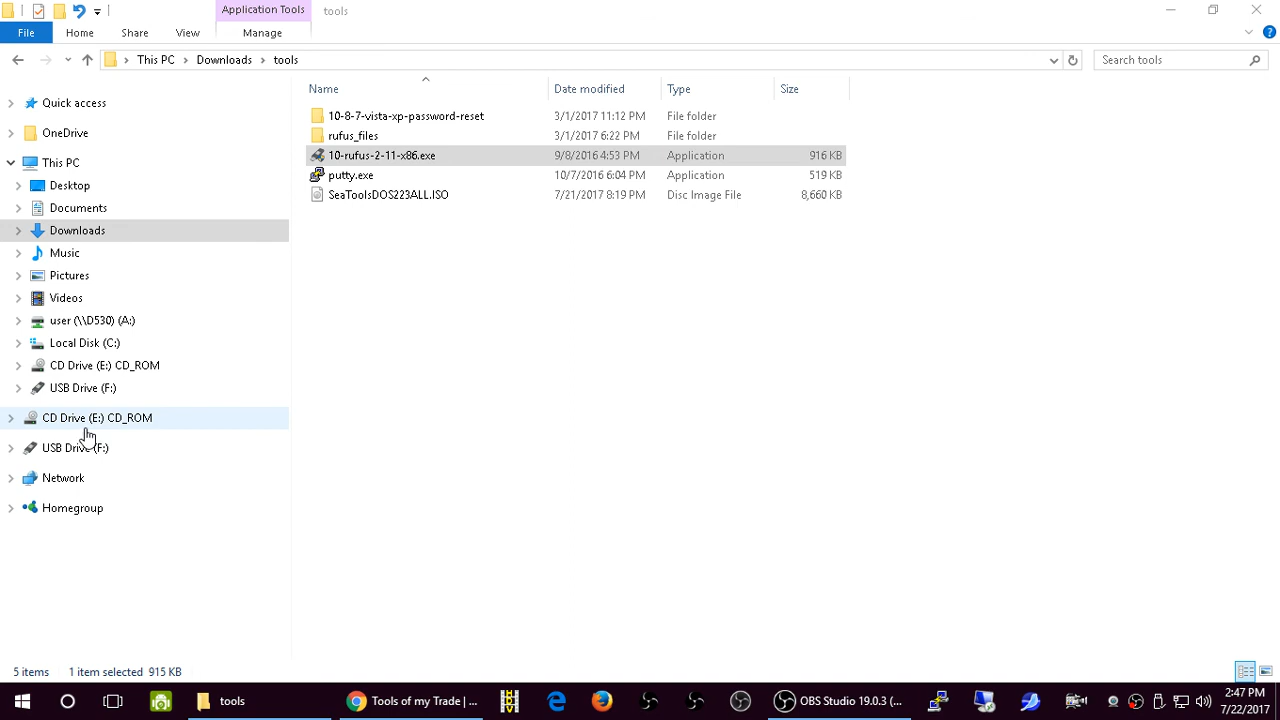 Application Tools tools
File Home Share View Manage
This PC Downloads tools Search tools
Name Date modified Type Size
Quick access
OneDrive
This PC
Desktop
Documents
Downloads
Music
Pictures
Videos
user (\\D530) (A:)
Local Disk (C:)
CD Drive (E:) CD_ROM
USB Drive (F:)
CD Drive (E:) CD_ROM
USB Drive (F:)
Network
Homegroup
10-8-7-vista-xp-password-reset 3/1/2017 11:12 PM File folder
rufus_files 3/1/2017 6:22 PM File folder
10-rufus-2-11-x86.exe 9/8/2016 4:53 PM Application 916 KB
putty.exe 10/7/2016 6:04 PM Application 519 KB
SeaToolsDOS223ALL.ISO 7/21/2017 8:19 PM Disc Image File 8,660 KB
5 items 1 item selected 915 KB
tools Tools of my Trade | ... OBS Studio 19.0.3 (... 2:47 PM
7/22/2017